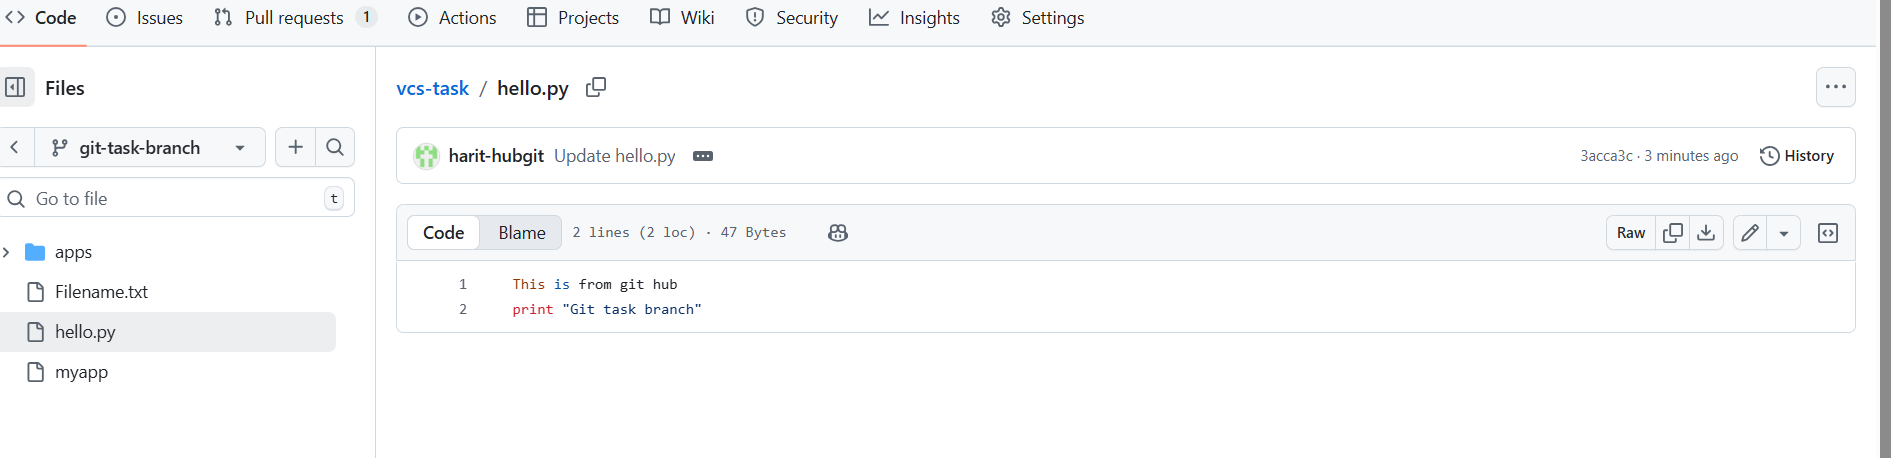 Code Issues Pull requests 1 Actions Projects Wiki Security Insights Settings
Files
git-task-branch
Go to file t
apps
Filename.txt
hello.py
myapp
vcs-task / hello.py
harit-hubgit Update hello.py 3acca3c · 3 minutes ago History
Code Blame 2 lines (2 loc) · 47 Bytes Raw
1 This is from git hub
2 print "Git task branch"